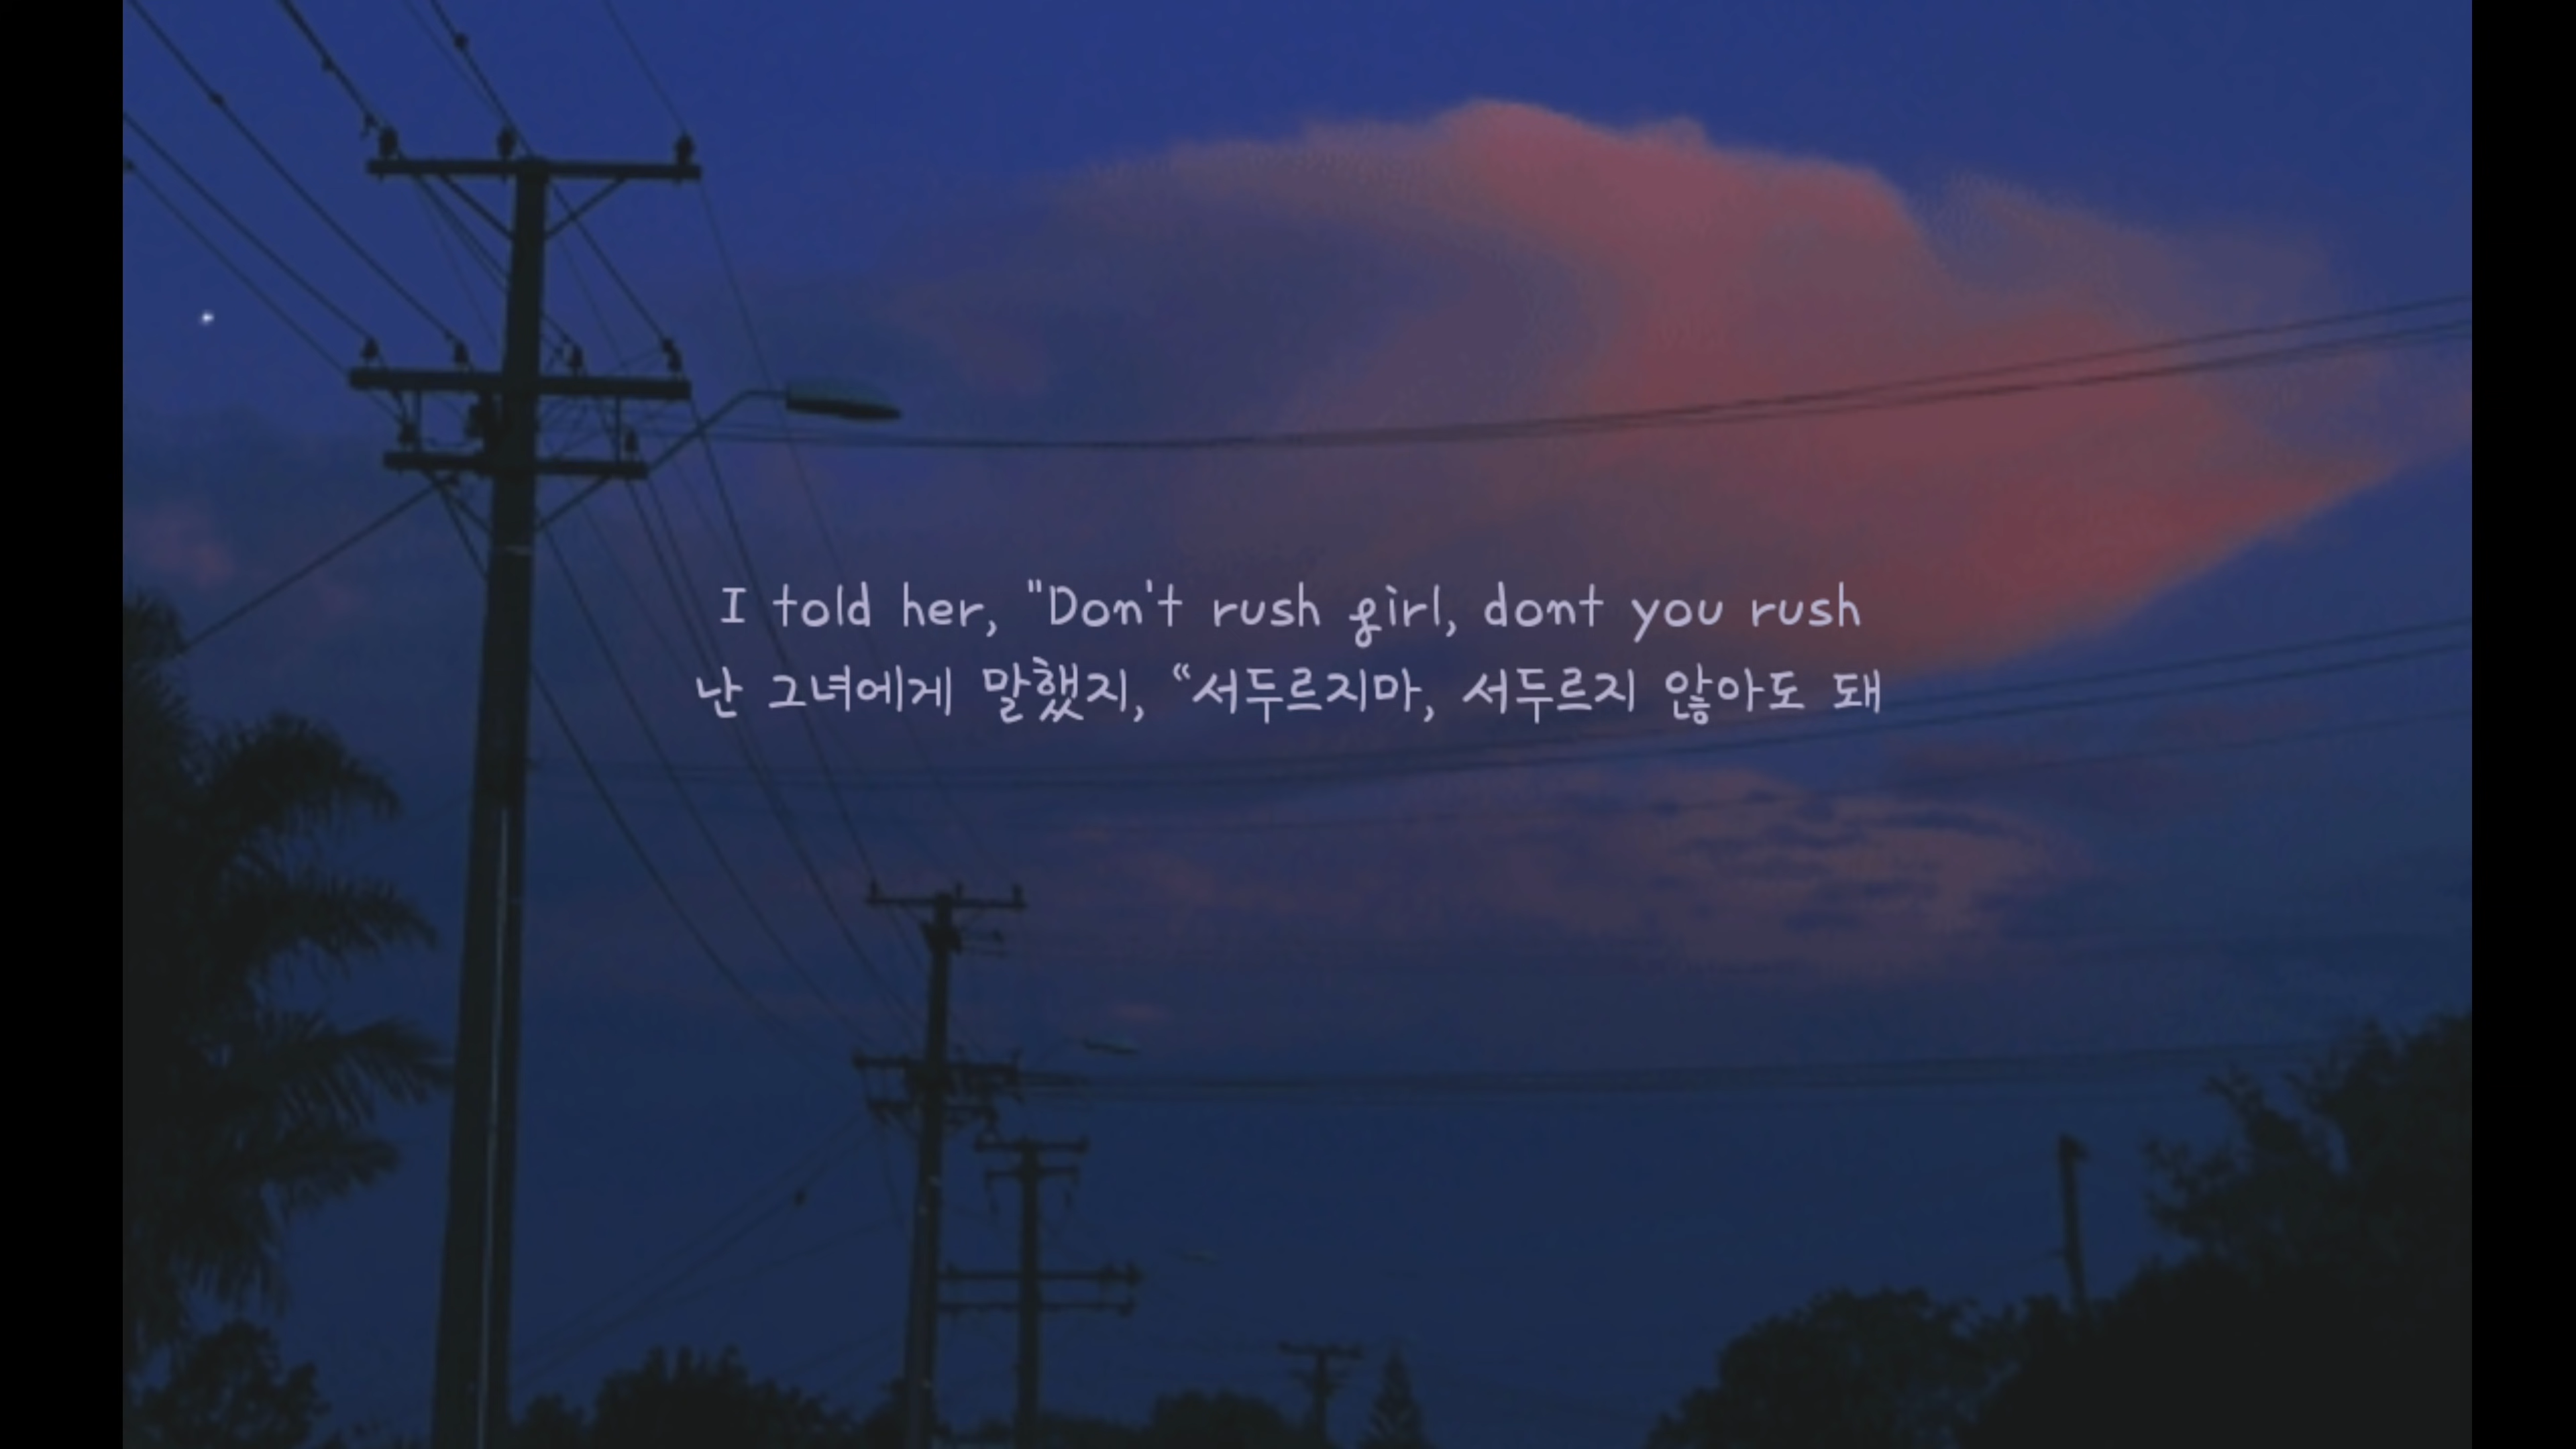 I told her, "Don't rush girl, dont you rush
난 그녀에게 말했지, “서두르지마, 서두르지 않아도 돼